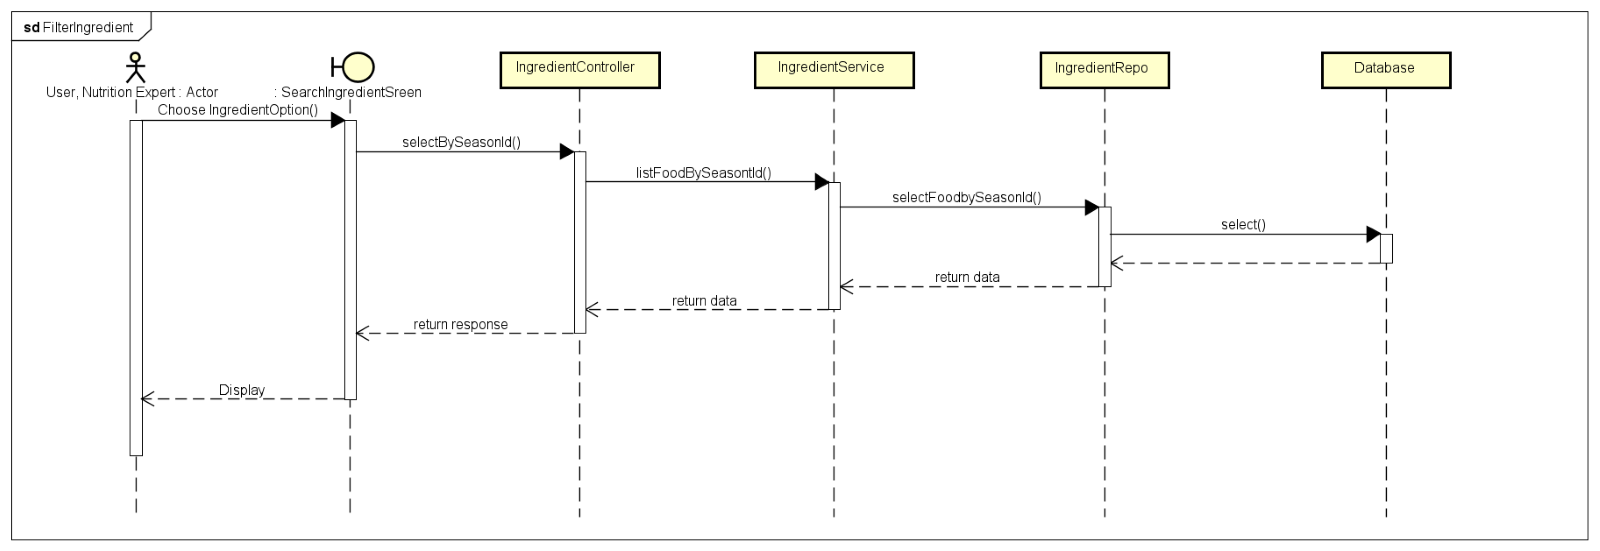 sd FilterIngredient
IngredientController
IngredientService
IngredientRepo
Database
User, Nutrition Expert : Actor
: SearchIngredientSreen
Choose IngredientOption()
selectBySeasonId()
listFoodBySeasontId()
selectFoodbySeasonId()
select()
return data
return data
return response
Display